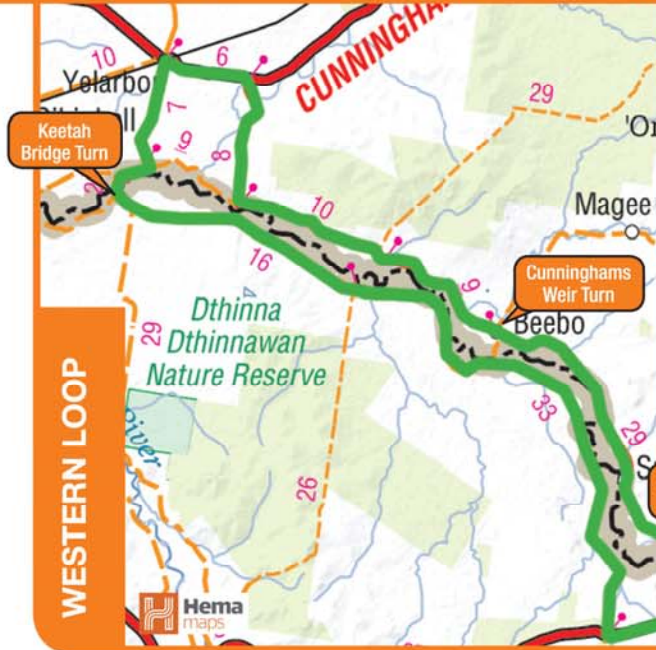 CUNNINGHA
10
6
29
Yelarbo
7
Keetah
Bridge Turn
9
8
'Or
10
Magee
16
9
Cunninghams
Weir Turn
Beebo
Dthinna
Dthinnawan
Nature Reserve
29
33
29
River
26
WESTERN LOOP
Hema
maps